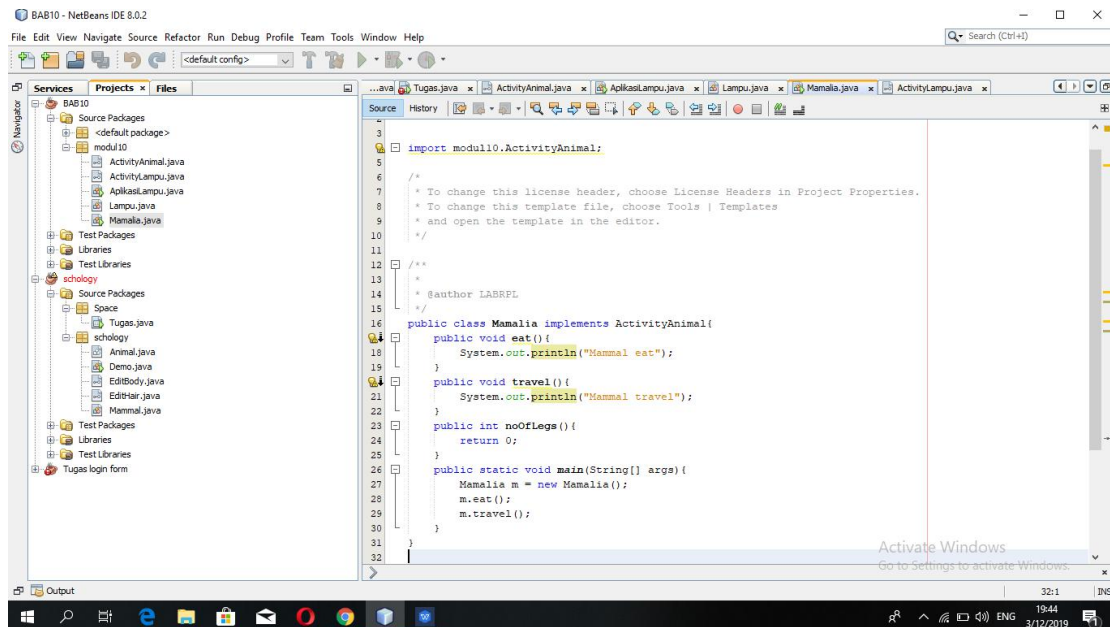 BAB10 - NetBeans IDE 8.0.2
File Edit View Navigate Source Refactor Run Debug Profile Team Tools Window Help
Search (Ctrl+I)
<default config>
Services Projects × Files
...ava Tugas.java × ActivityAnimal.java × AplikasiLampu.java × Lampu.java × Mamalia.java × ActivityLampu.java ×
Navigator
Source History
BAB10
Source Packages
<default package>
modul10
ActivityAnimal.java
ActivityLampu.java
AplikasiLampu.java
Lampu.java
Mamalia.java
Test Packages
Libraries
Test Libraries
schology
Source Packages
Space
Tugas.java
schology
Animal.java
Demo.java
EditBody.java
EditHair.java
Mammal.java
Test Packages
Libraries
Test Libraries
Tugas login form
3
import modul10.ActivityAnimal;
5
6 /*
7 * To change this license header, choose License Headers in Project Properties.
8 * To change this template file, choose Tools | Templates
9 * and open the template in the editor.
10 */
11
12 /**
13 *
14 * @author LABRPL
15 */
16 public class Mamalia implements ActivityAnimal{
public void eat(){
18 System.out.println("Mammal eat");
19 }
public void travel(){
21 System.out.println("Mammal travel");
22 }
23 public int noOfLegs(){
24 return 0;
25 }
26 public static void main(String[] args){
27 Mamalia m = new Mamalia();
28 m.eat();
29 m.travel();
30 }
31 }
32
Activate Windows
Go to Settings to activate Windows.
Output
32:1 INS
ENG
19:44
3/12/2019